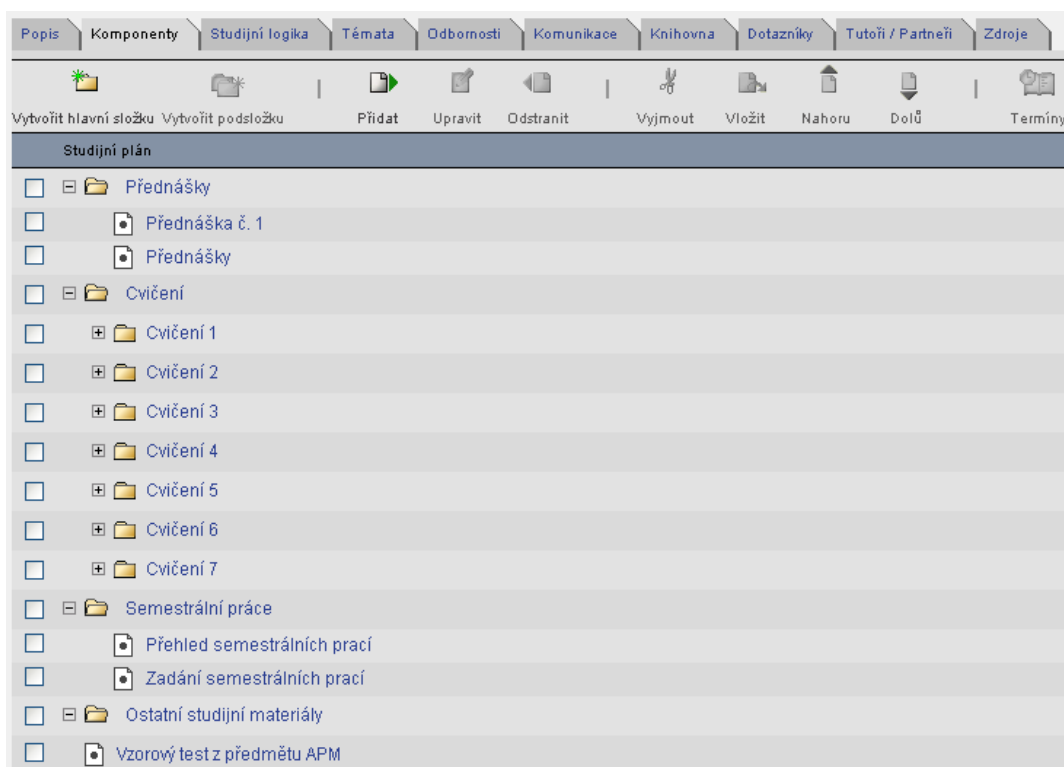 Popis Komponenty Studijní logika Témata Odbornosti Komunikace Knihovna Dotazníky Tutoři / Partneři Zdroje
Vytvořit hlavní složku Vytvořit podsložku Přidat Upravit Odstranit Vyjmout Vložit Nahoru Dolů Termíny
Studijní plán
Přednášky
Přednáška č. 1
Přednášky
Cvičení
Cvičení 1
Cvičení 2
Cvičení 3
Cvičení 4
Cvičení 5
Cvičení 6
Cvičení 7
Semestrální práce
Přehled semestrálních prací
Zadání semestrálních prací
Ostatní studijní materiály
Vzorový test z předmětu APM